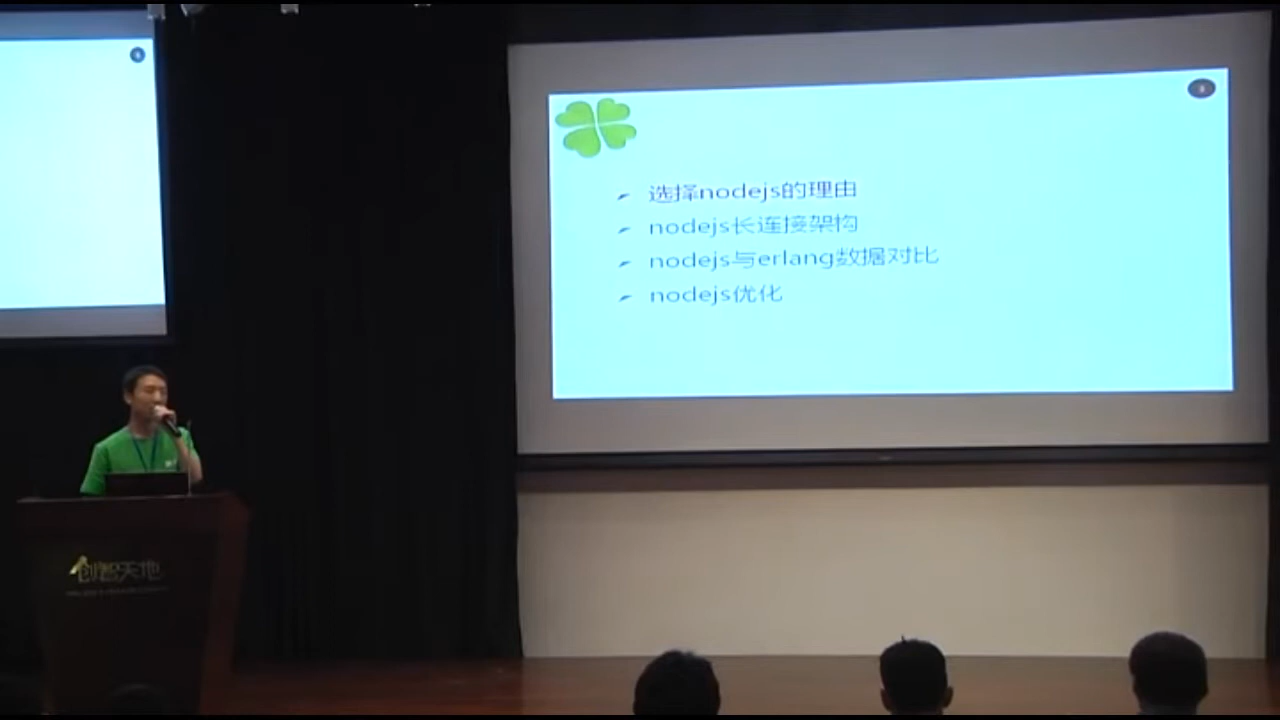 选择nodejs的理由
nodejs长连接架构
nodejs与erlang数据对比
nodejs优化
创智天地